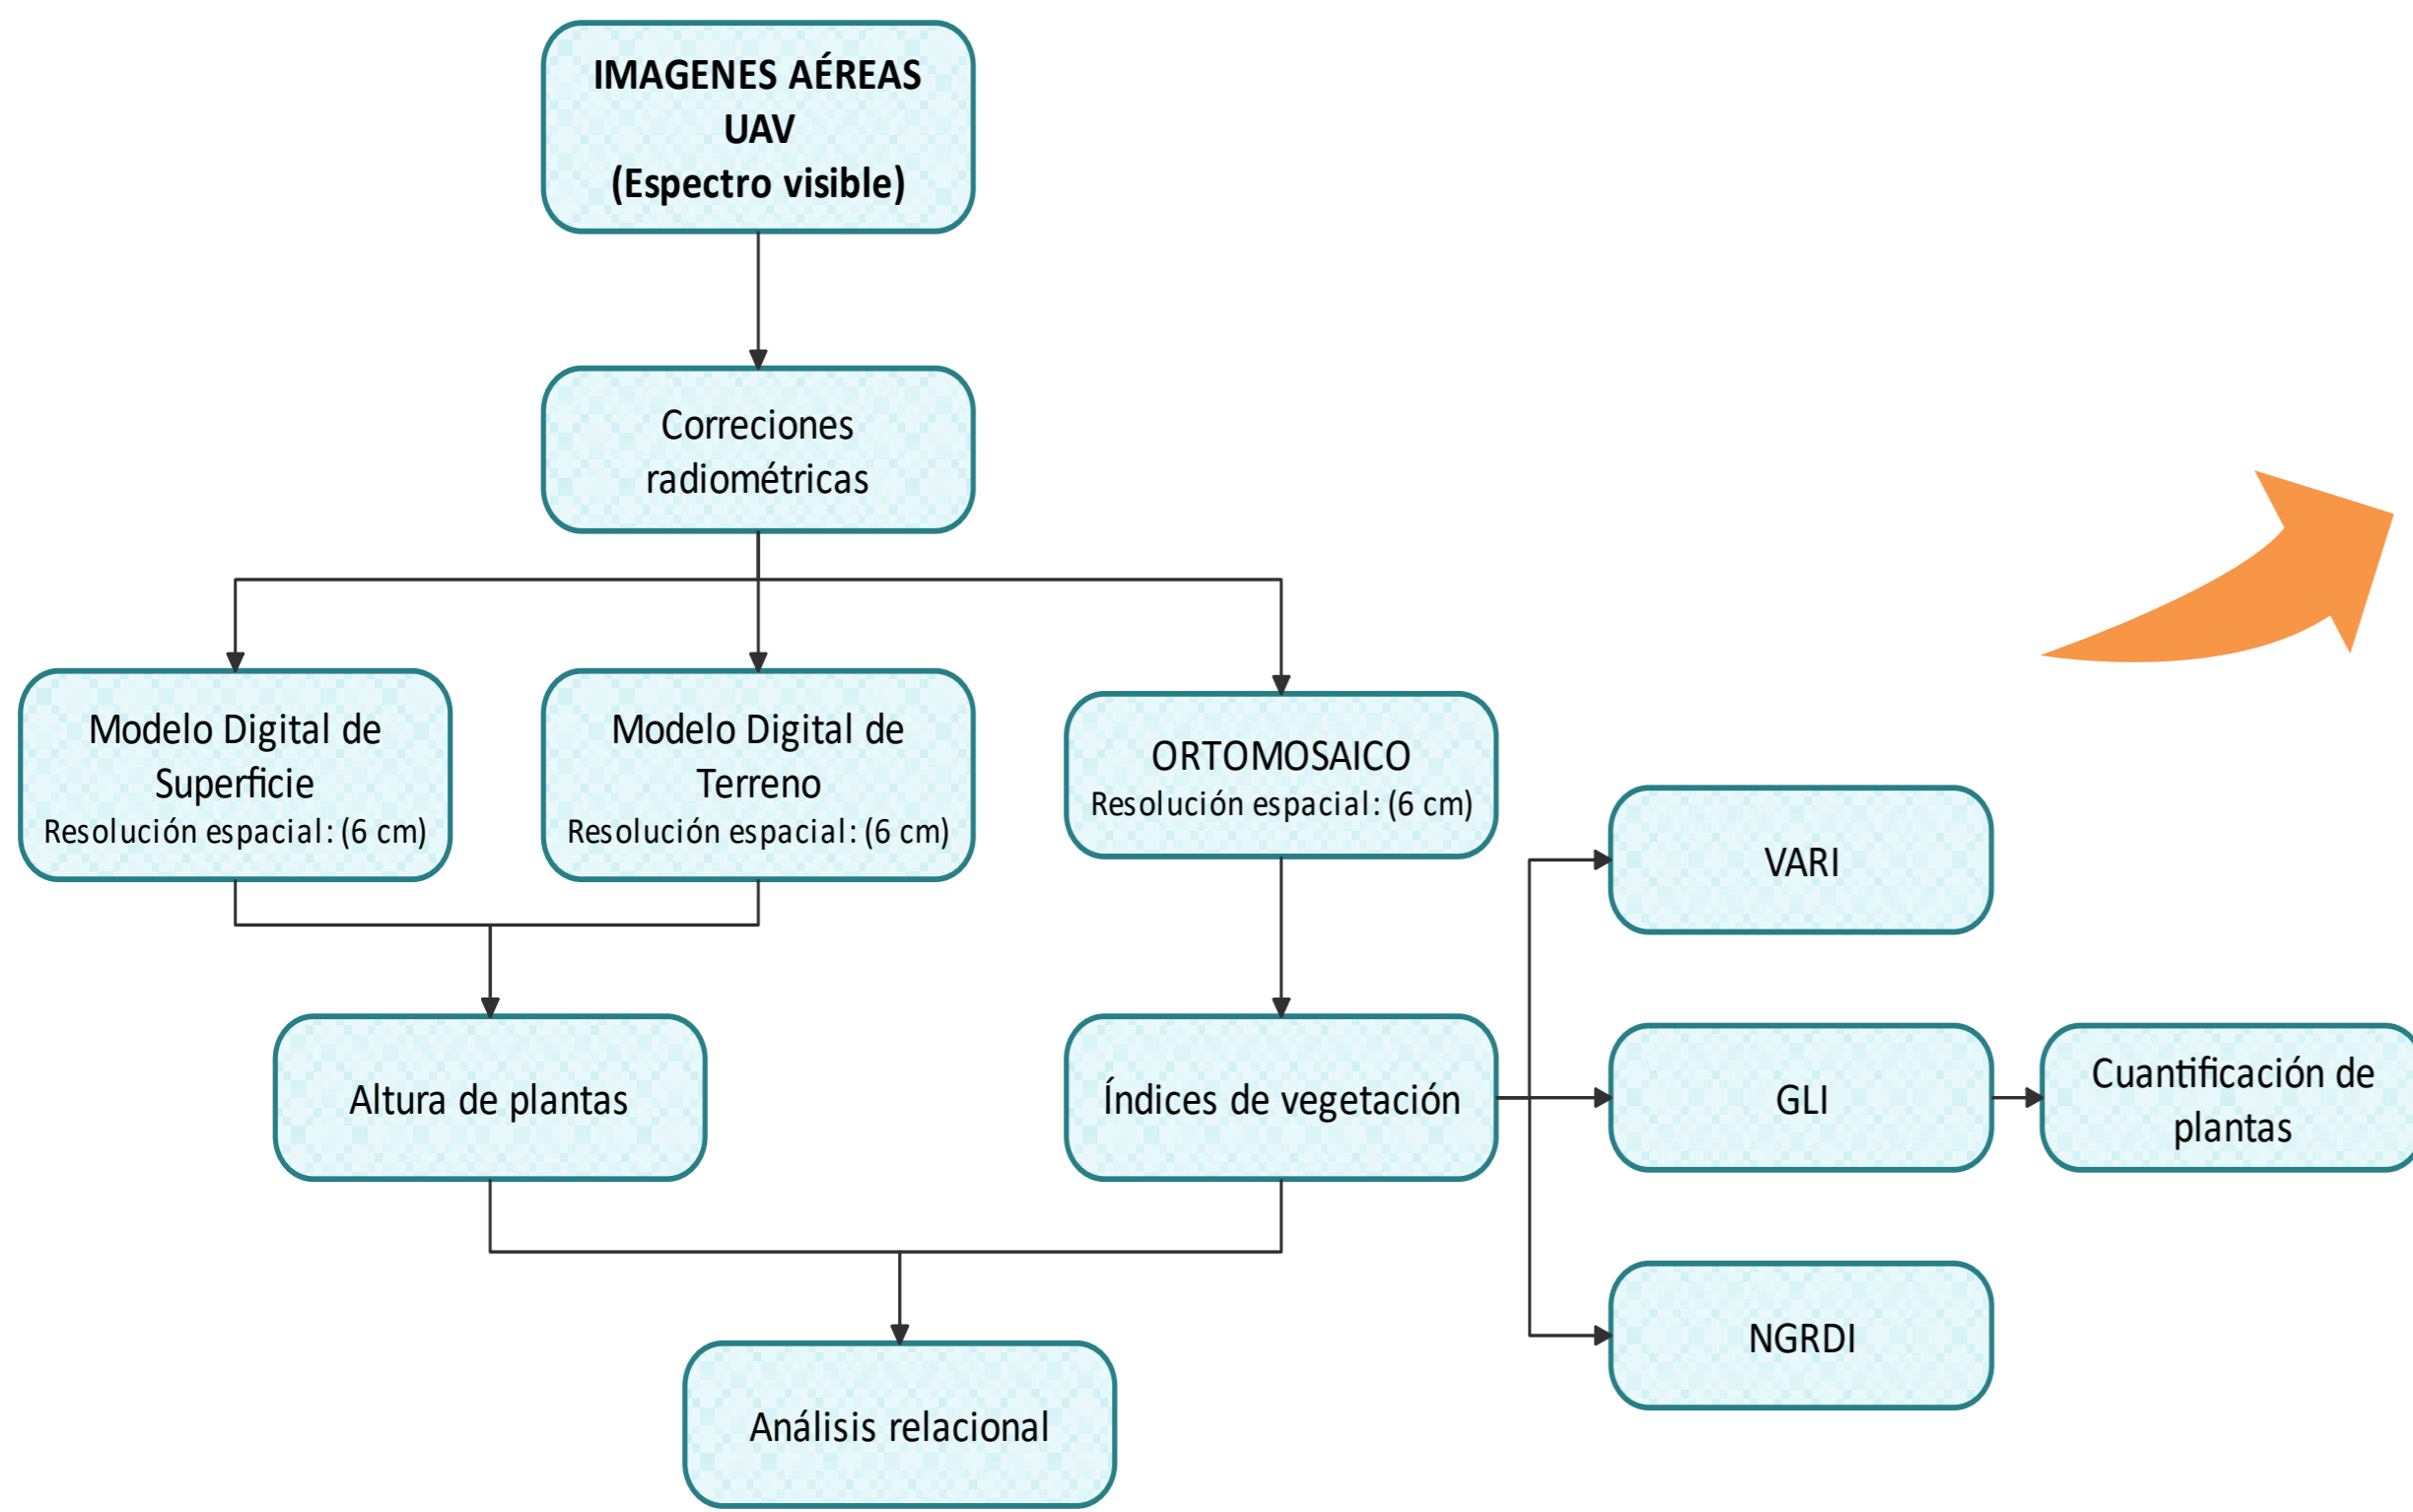 IMAGENES AÉREAS
UAV
(Espectro visible)
Correciones
radiométricas
Modelo Digital de
Superficie
Resolución espacial: (6 cm)
Modelo Digital de
Terreno
Resolución espacial: (6 cm)
ORTOMOSAICO
Resolución espacial: (6 cm)
VARI
Altura de plantas
Índices de vegetación
GLI
Cuantificación de
plantas
NGRDI
Análisis relacional